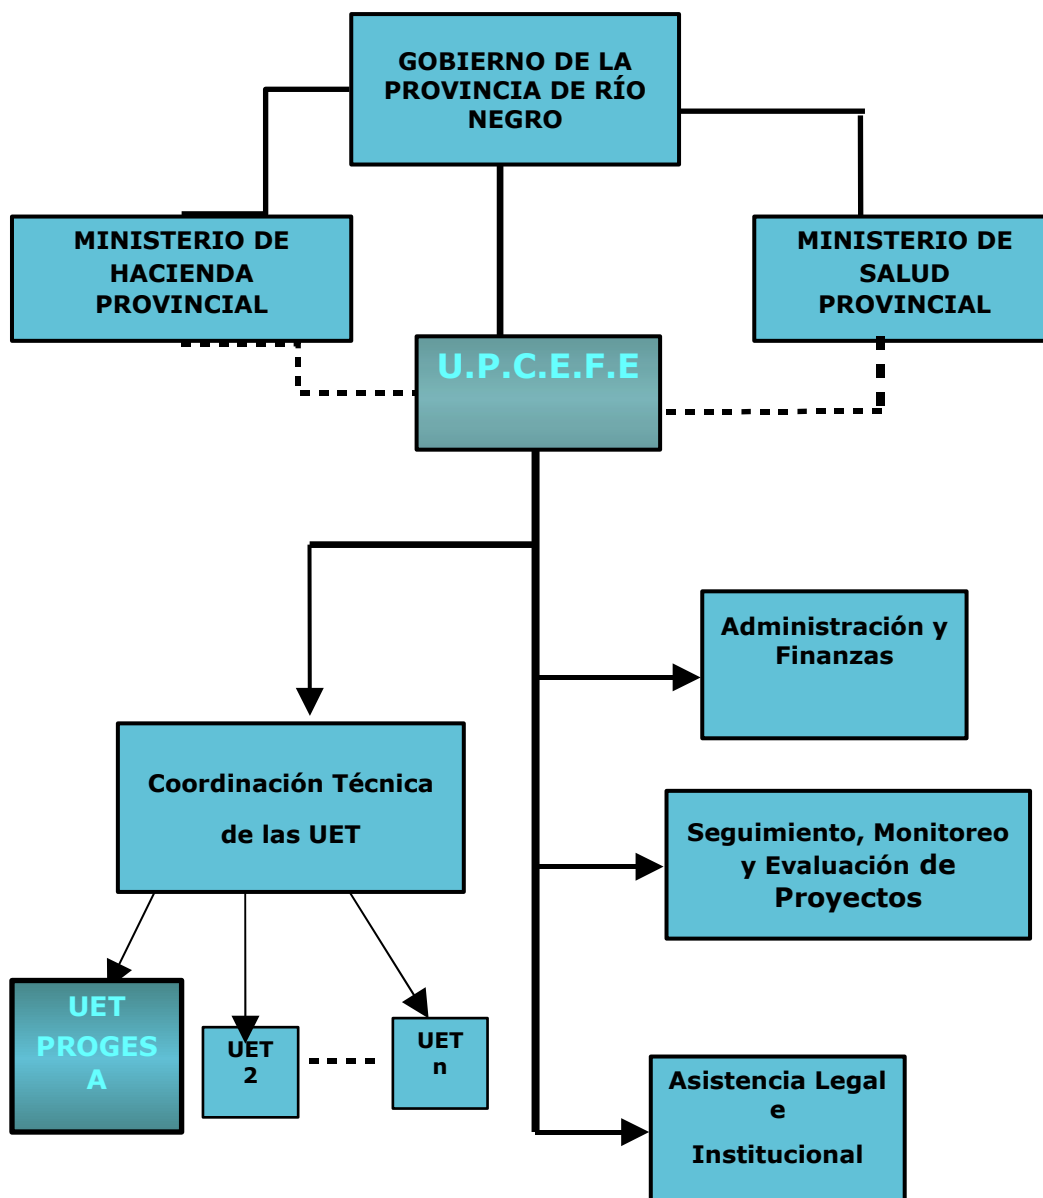 GOBIERNO DE LA
PROVINCIA DE RÍO
NEGRO
MINISTERIO DE
HACIENDA
PROVINCIAL
MINISTERIO DE
SALUD
PROVINCIAL
U.P.C.E.F.E
Administración y
Finanzas
Coordinación Técnica
de las UET
Seguimiento, Monitoreo
y Evaluación de
Proyectos
UET
PROGES
A
UET
2
UET
n
Asistencia Legal
e
Institucional